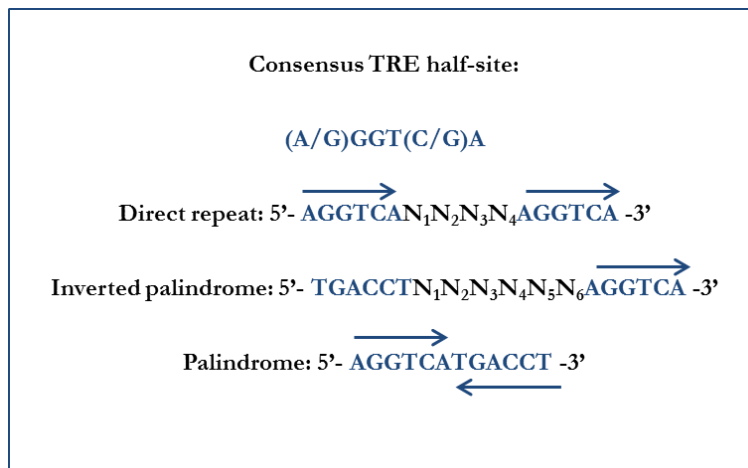 Consensus TRE half-site:
(A/G)GGT(C/G)A
Direct repeat: 5’- AGGTCAN₁N₂N₃N₄AGGTCA -3’
Inverted palindrome: 5’- TGACCTN₁N₂N₃N₄N₅N₆AGGTCA -3’
Palindrome: 5’- AGGTCATGACCT -3’